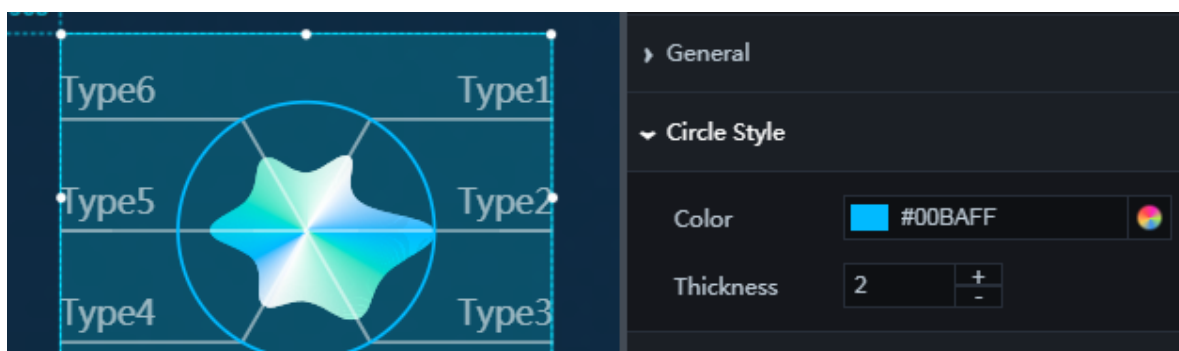 Type6
Type1
Type5
Type2
Type4
Type3
General
Circle Style
Color
#00BAFF
Thickness
2
+
-